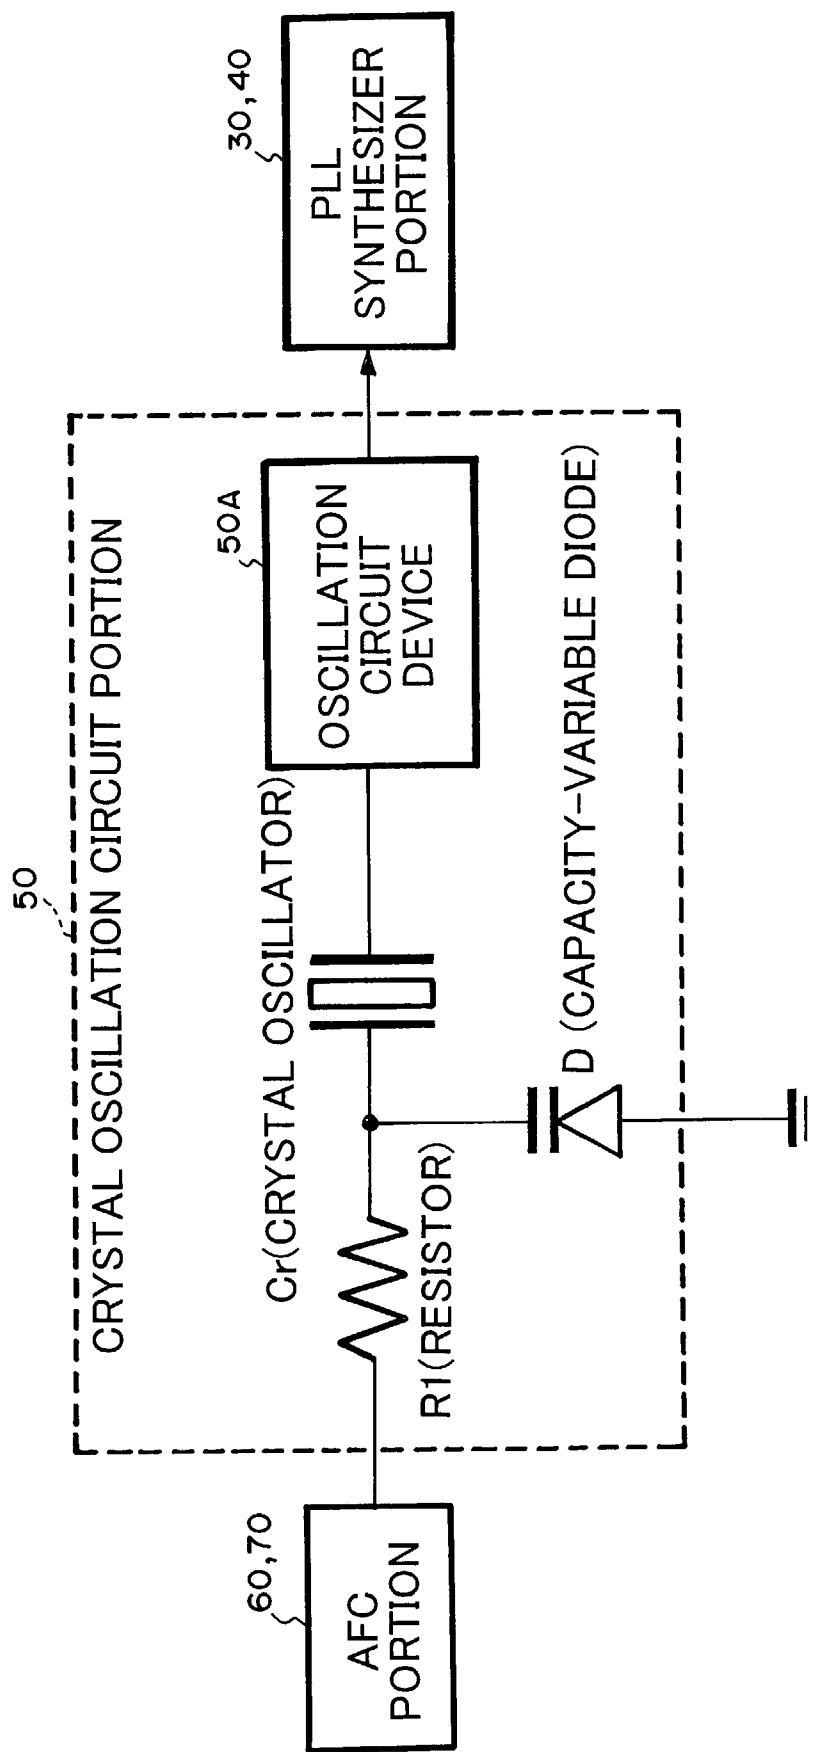 50
CRYSTAL OSCILLATION CIRCUIT PORTION
60,70
AFC
PORTION
R1(RESISTOR)
Cr(CRYSTAL OSCILLATOR)
D (CAPACITY-VARIABLE DIODE)
50A
OSCILLATION
CIRCUIT
DEVICE
30,40
PLL
SYNTHESIZER
PORTION